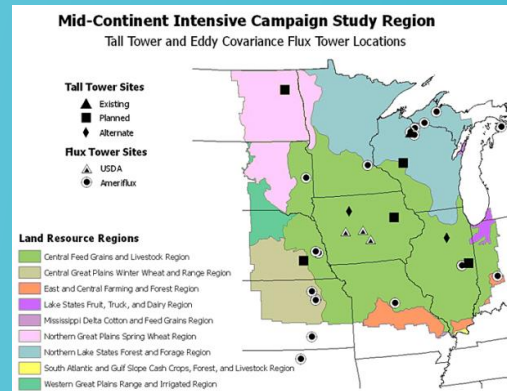 Mid-Continent Intensive Campaign Study Region
Tall Tower and Eddy Covariance Flux Tower Locations
Tall Tower Sites
Existing
Planned
Alternate
Flux Tower Sites
USDA
Ameriflux
Land Resource Regions
Central Feed Grains and Livestock Region
Central Great Plains Winter Wheat and Range Region
East and Central Farming and Forest Region
Lake States Fruit, Truck, and Dairy Region
Mississippi Delta Cotton and Feed Grains Region
Northern Great Plains Spring Wheat Region
Northern Lake States Forest and Forage Region
South Atlantic and Gulf Slope Cash Crops, Forest, and Livestock Region
Western Great Plains Range and Irrigated Region